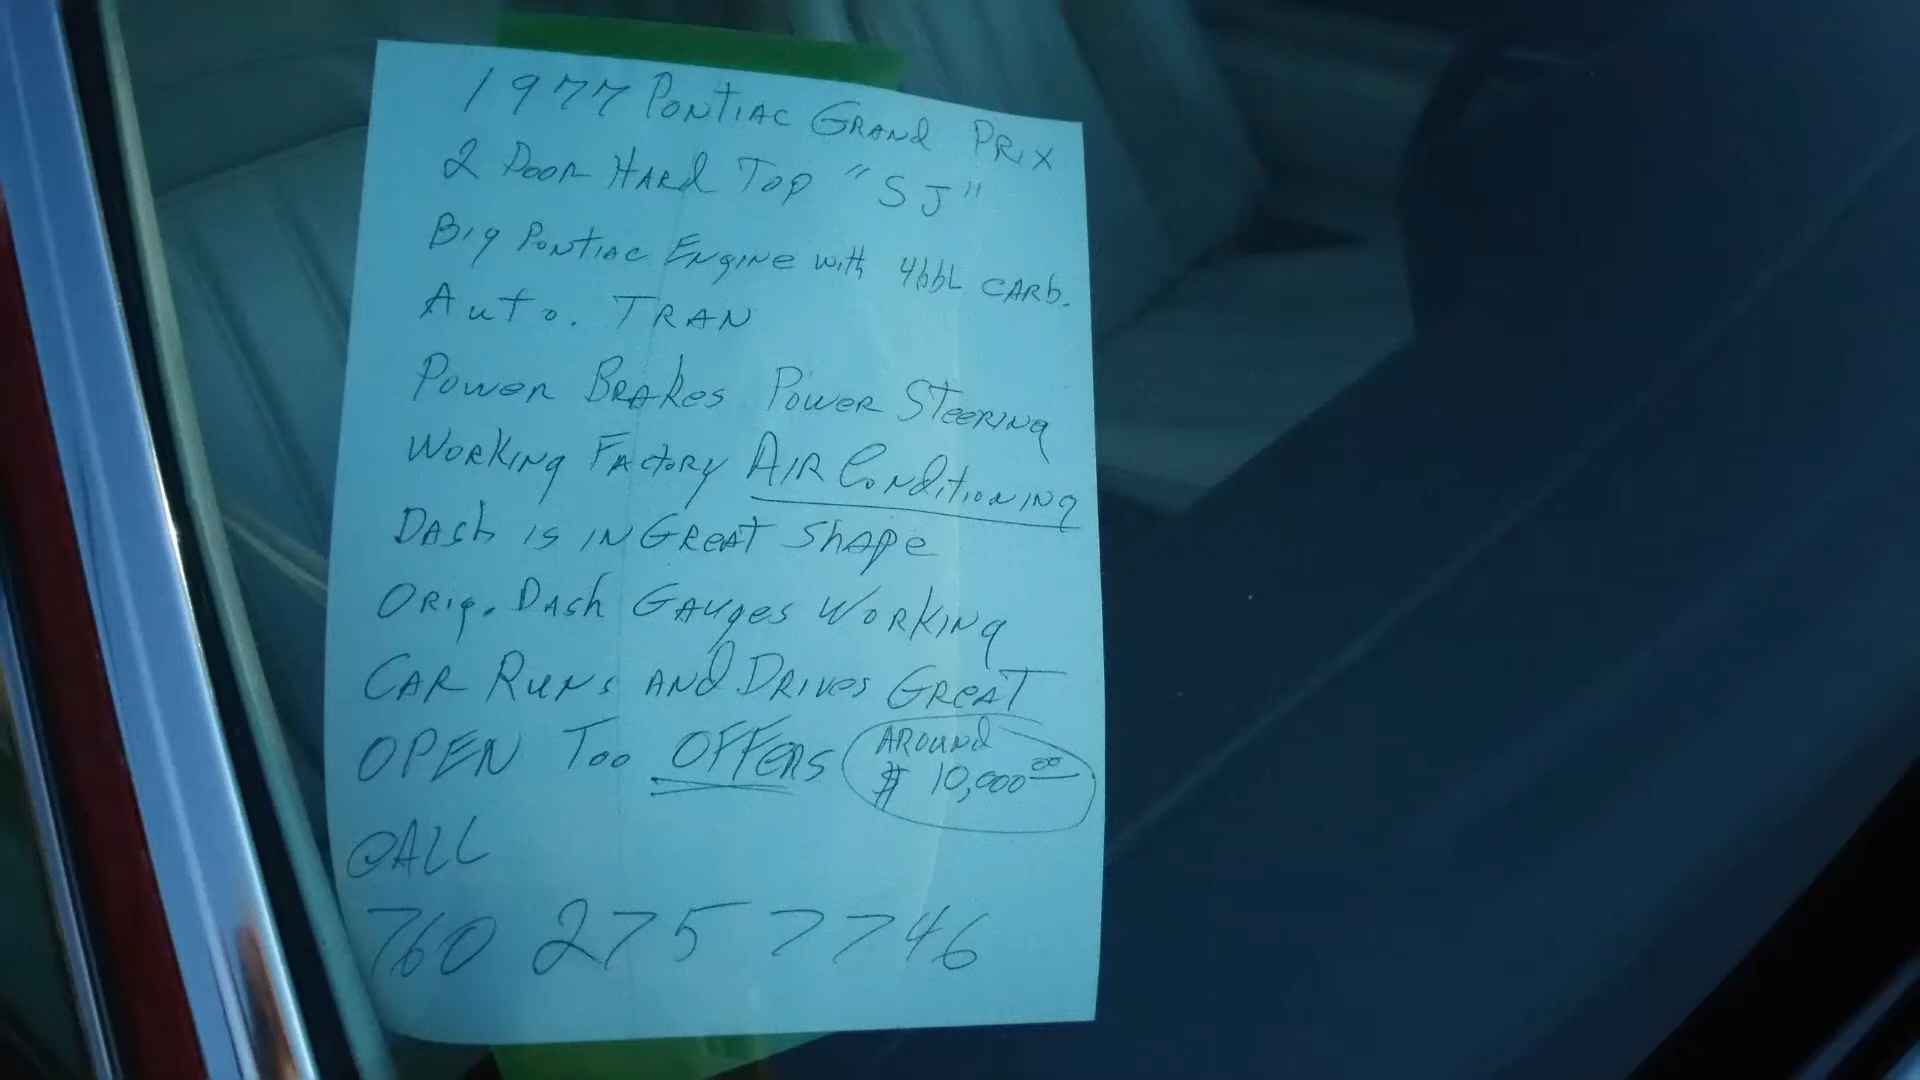 1977 PONTIAC GRAND PRIX
2 DOOR HARD TOP "SJ"
BIG PONTIAC ENGINE with 4bbL CARb.
AUTO. TRAN
POWER BRAKES POWER STEERING
WORKING FACTORY AIR CONDITIONING
DASh IS IN GREAT ShAPE
ORIG. DASh GAUGES WORKING
CAR RUNS AND DRIVES GREAT
OPEN Too OFFERS AROUND
$ 10,000.00
CALL
760 275 7746